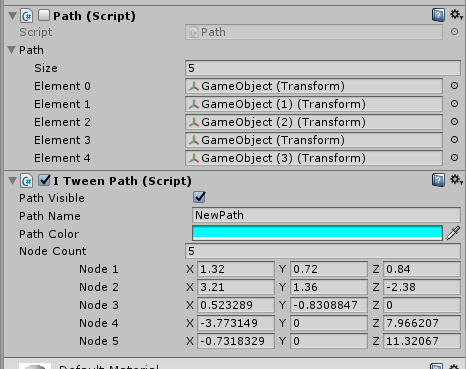 Path (Script)
Script Path
Path
Size 5
Element 0 GameObject (Transform)
Element 1 GameObject (1) (Transform)
Element 2 GameObject (2) (Transform)
Element 3 GameObject (Transform)
Element 4 GameObject (3) (Transform)
I Tween Path (Script)
Path Visible
Path Name NewPath
Path Color
Node Count 5
Node 1 X 1.32 Y 0.72 Z 0.84
Node 2 X 3.21 Y 1.36 Z -2.38
Node 3 X 0.523289 Y -0.8308847 Z 0
Node 4 X -3.773149 Y 0 Z 7.966207
Node 5 X -0.7318329 Y 0 Z 11.32067
Default-Material